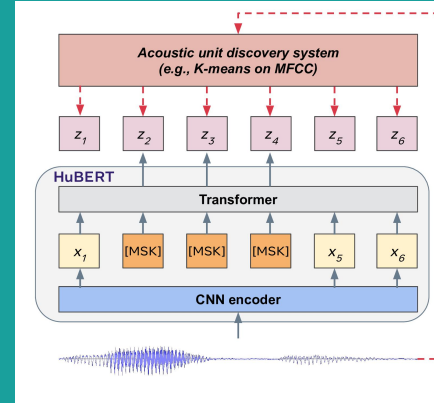 Acoustic unit discovery system
(e.g., K-means on MFCC)
z1 z2 z3 z4 z5 z6
HuBERT
Transformer
x1 [MSK] [MSK] [MSK] x5 x6
CNN encoder